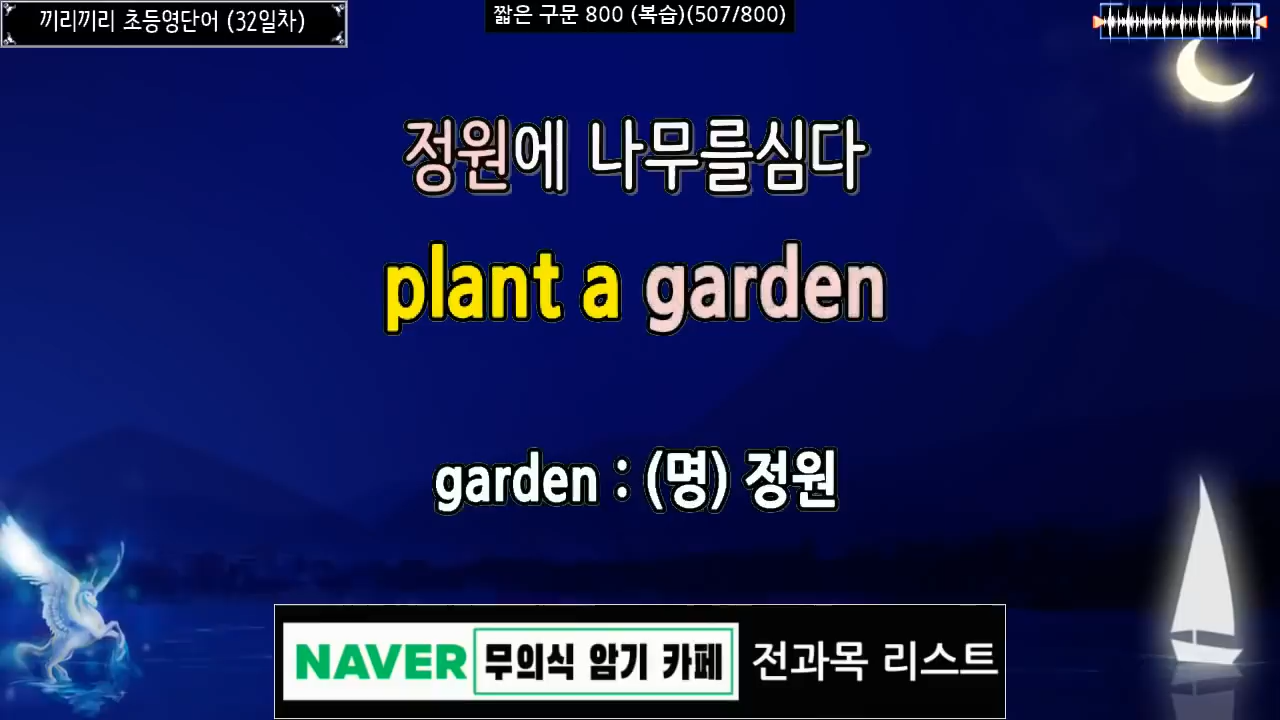 끼리끼리 초등영단어 (32일차)
짧은 구문 800 (복습)(507/800)
정원에 나무를심다
plant a garden
garden : (명) 정원
NAVER 무의식 암기 카페 전과목 리스트